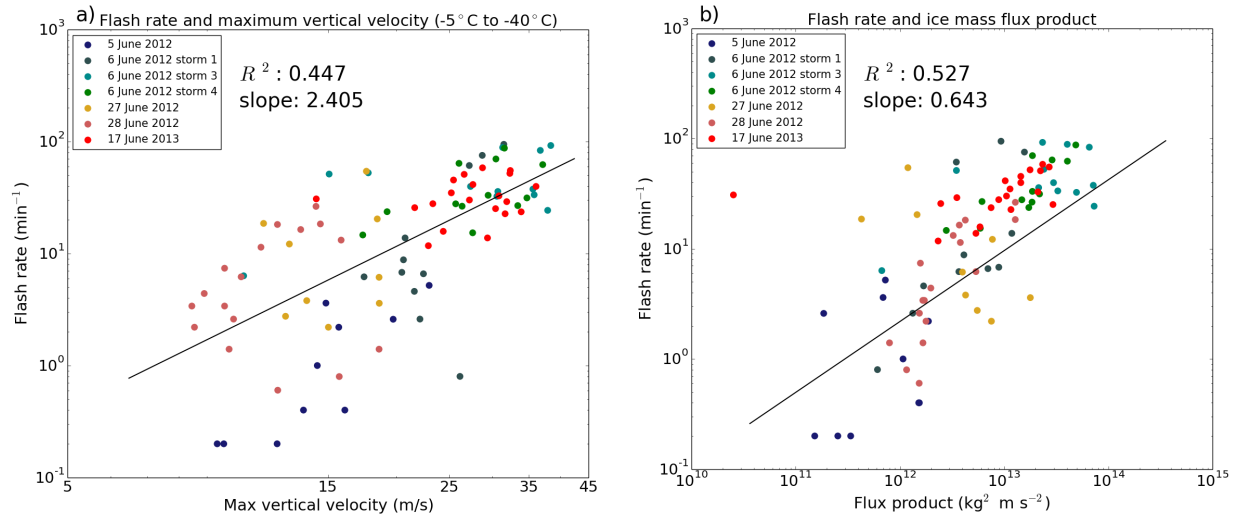 a)
Flash rate and maximum vertical velocity (-5°C to -40°C)
5 June 2012
6 June 2012 storm 1
6 June 2012 storm 3
6 June 2012 storm 4
27 June 2012
28 June 2012
17 June 2013
R²: 0.447
slope: 2.405
Flash rate (min⁻¹)
10³
10²
10¹
10⁰
10⁻¹
5
15
25
35
45
Max vertical velocity (m/s)
b)
Flash rate and ice mass flux product
5 June 2012
6 June 2012 storm 1
6 June 2012 storm 3
6 June 2012 storm 4
27 June 2012
28 June 2012
17 June 2013
R²: 0.527
slope: 0.643
Flash rate (min⁻¹)
10³
10²
10¹
10⁰
10⁻¹
10¹⁰
10¹¹
10¹²
10¹³
10¹⁴
10¹⁵
Flux product (kg² m s⁻²)